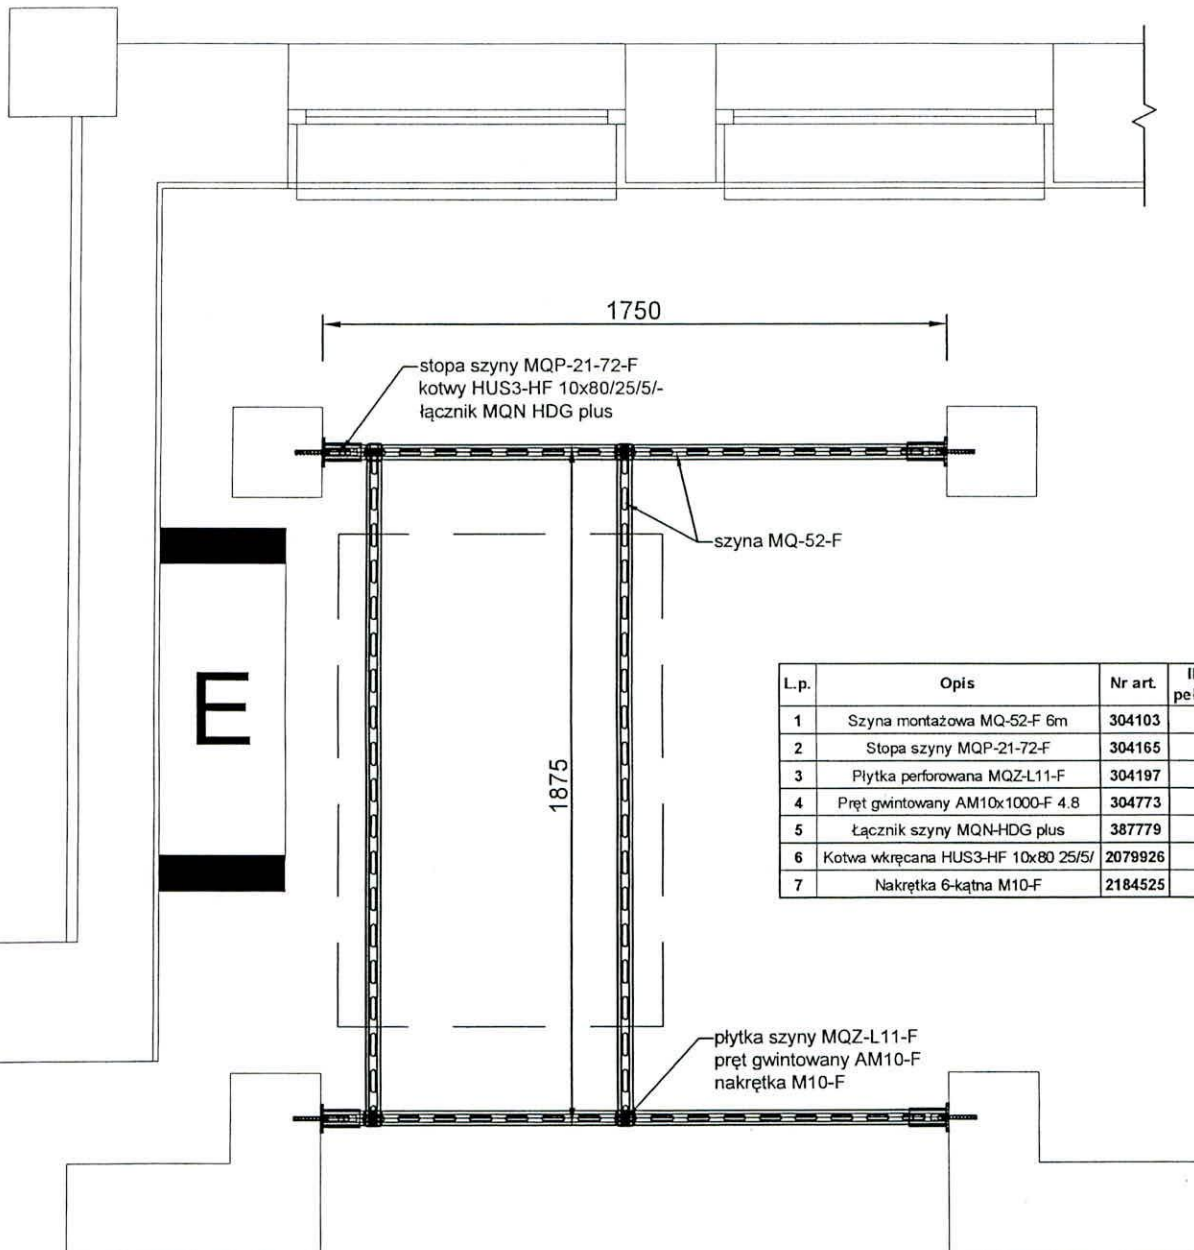 1750
stopa szyny MQP-21-72-F
kotwy HUS3-HF 10x80/25/5/-
łącznik MQN HDG plus
szyna MQ-52-F
E
1875
L.p. Opis Nr art.
1 Szyna montażowa MQ-52-F 6m 304103
2 Stopa szyny MQP-21-72-F 304165
3 Płytka perforowana MQZ-L11-F 304197
4 Pręt gwintowany AM10x1000-F 4.8 304773
5 Łącznik szyny MQN-HDG plus 387779
6 Kotwa wkręcana HUS3-HF 10x80 25/5/ 2079926
7 Nakrętka 6-kątna M10-F 2184525
płytka szyny MQZ-L11-F
pręt gwintowany AM10-F
nakrętka M10-F